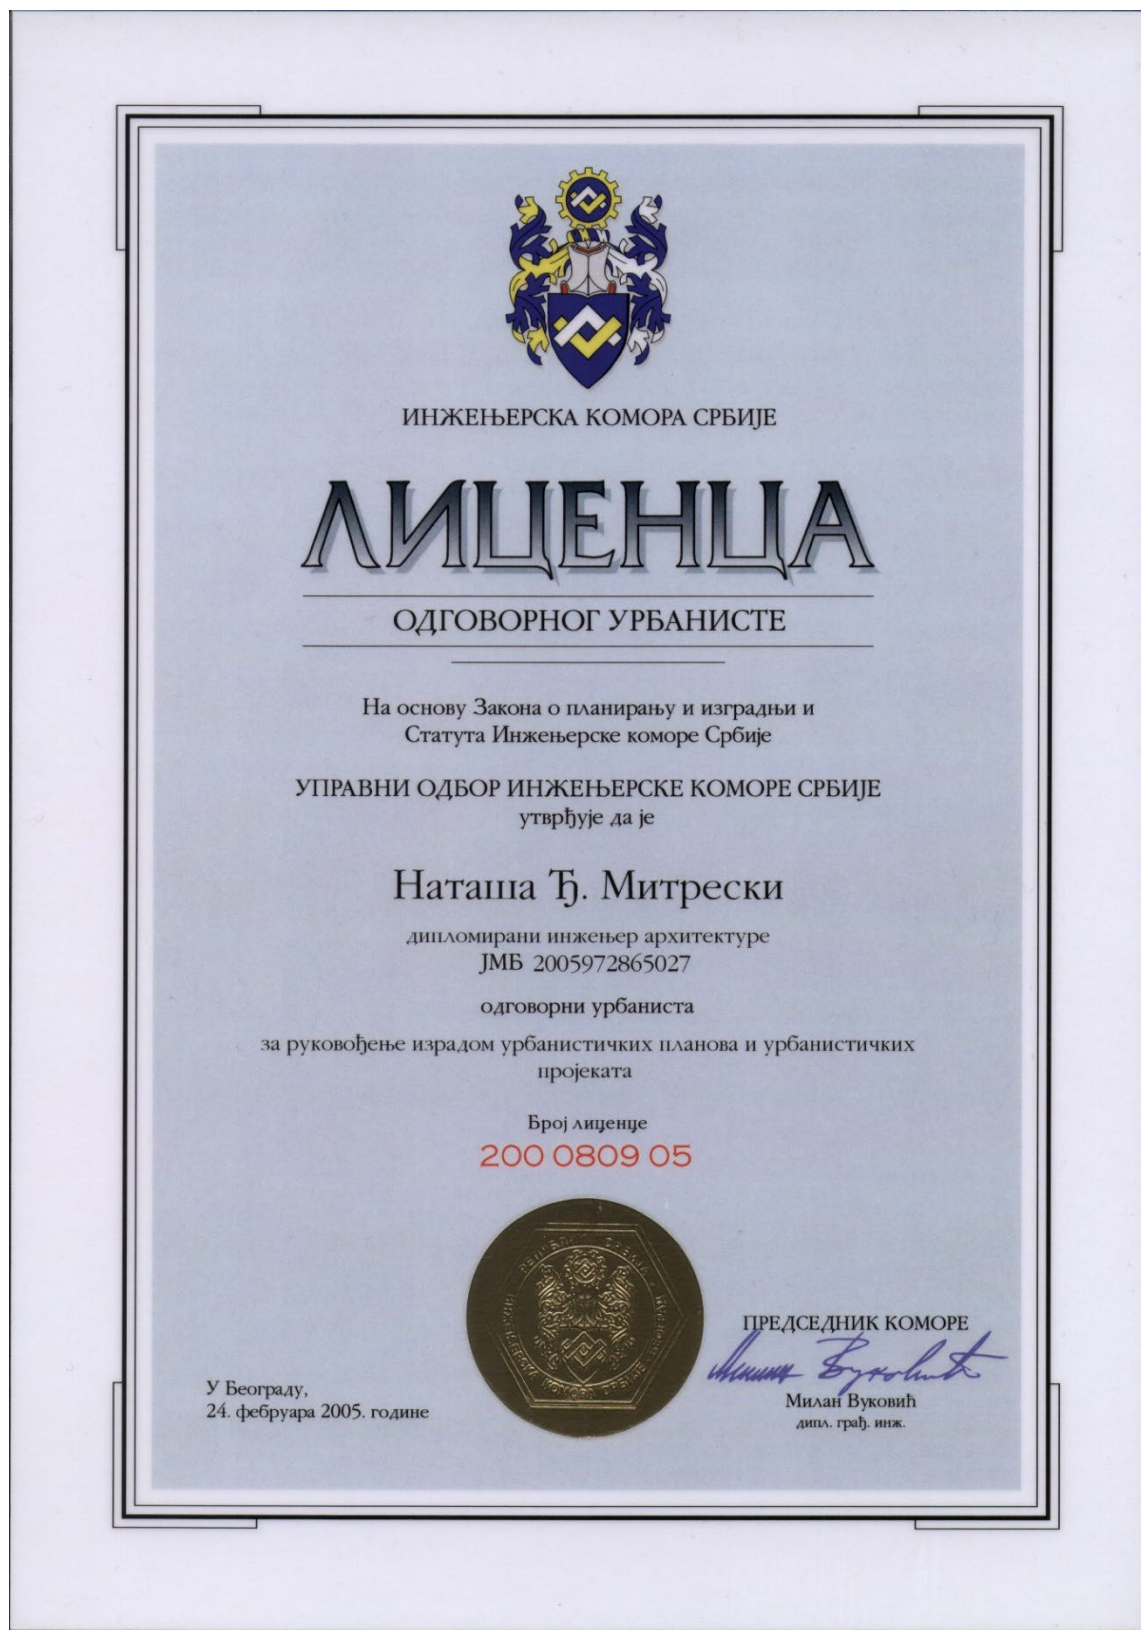 ИНЖЕЊЕРСКА КОМОРА СРБИЈЕ
ЛИЦЕНЦА
ОДГОВОРНОГ УРБАНИСТЕ
На основу Закона о планирању и изградњи и
Статута Инжењерске коморе Србије
УПРАВНИ ОДБОР ИНЖЕЊЕРСКЕ КОМОРЕ СРБИЈЕ
утврђује да је
Наташа Ђ. Митрески
дипломирани инжењер архитектуре
ЈМБ 2005972865027
одговорни урбаниста
за руковођење израдом урбанистичких планова и урбанистичких
пројеката
Број лиценце
200 0809 05
ПРЕДСЕДНИК КОМОРЕ
Милан Вуковић
дипл. грађ. инж.
У Београду,
24. фебруара 2005. године